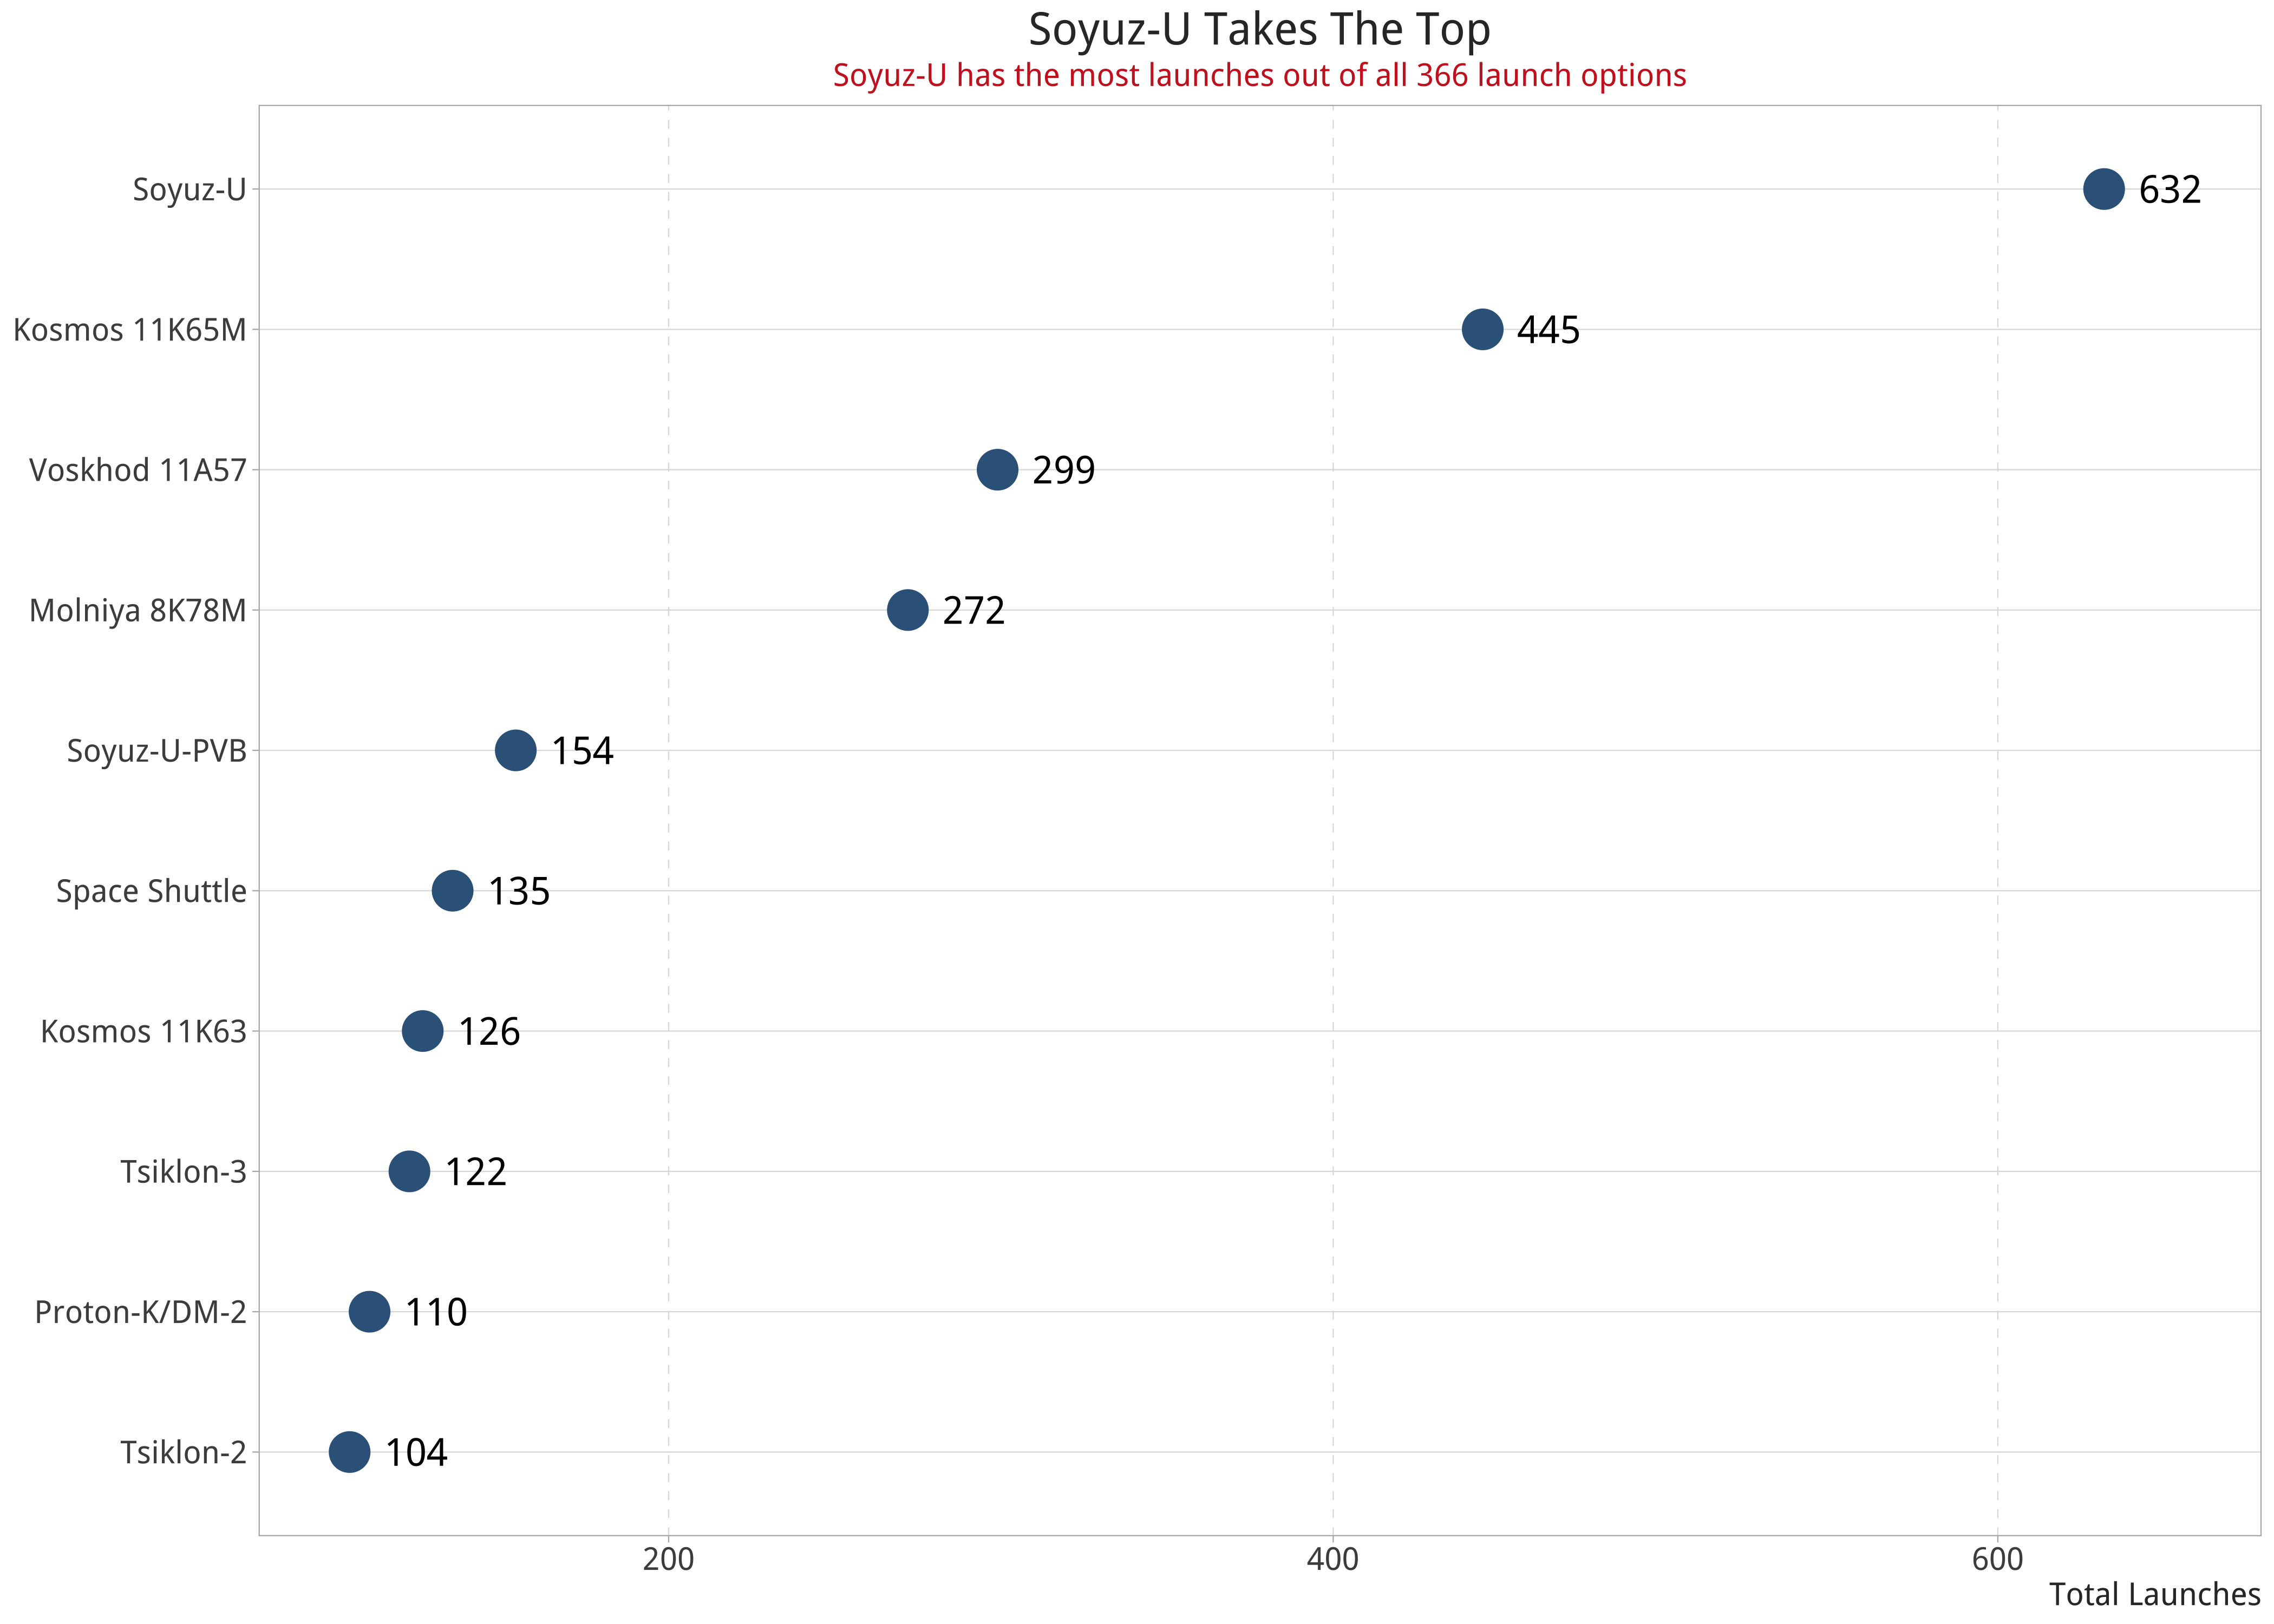 Soyuz-U Takes The Top
Soyuz-U has the most launches out of all 366 launch options
Soyuz-U 632
Kosmos 11K65M 445
Voskhod 11A57 299
Molniya 8K78M 272
Soyuz-U-PVB 154
Space Shuttle 135
Kosmos 11K63 126
Tsiklon-3 122
Proton-K/DM-2 110
Tsiklon-2 104
200 400 600
Total Launches